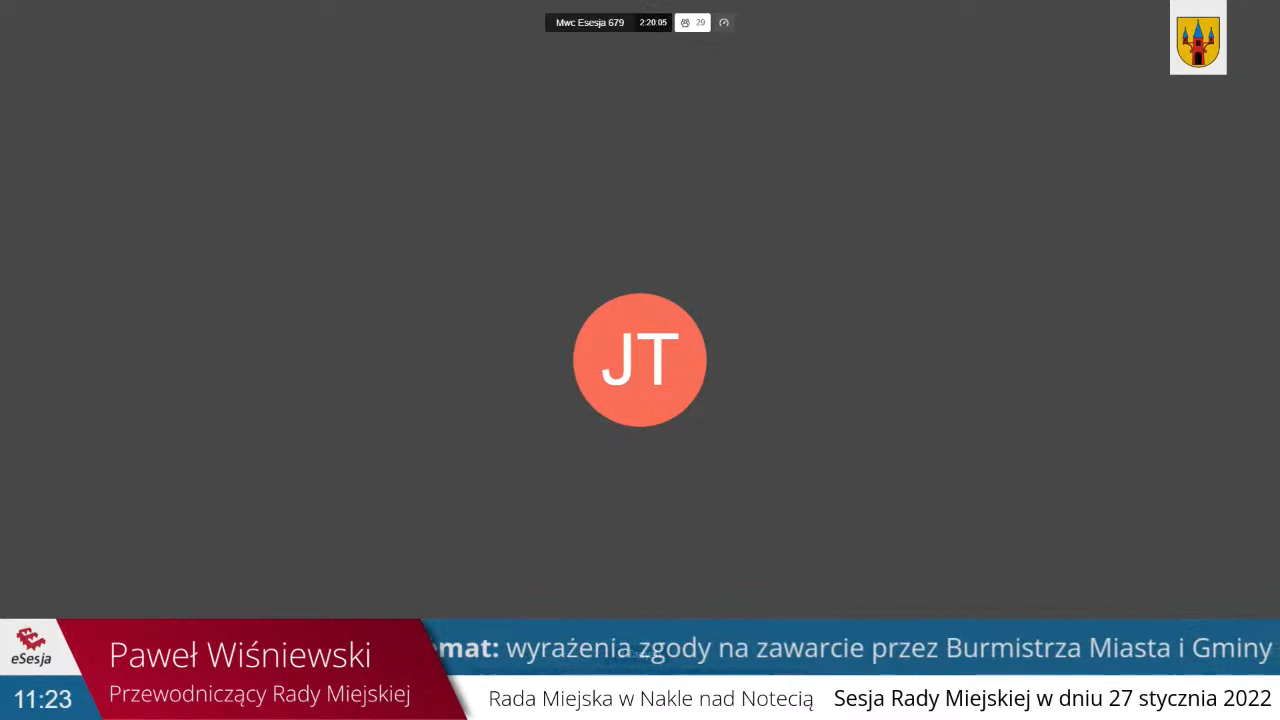 Mwc Esesja 679 2:20:05 29
JT
mat: wyrażenia zgody na zawarcie przez Burmistrza Miasta i Gminy
eSesja
Paweł Wiśniewski
Przewodniczący Rady Miejskiej
11:23
Rada Miejska w Nakle nad Notecią Sesja Rady Miejskiej w dniu 27 stycznia 2022